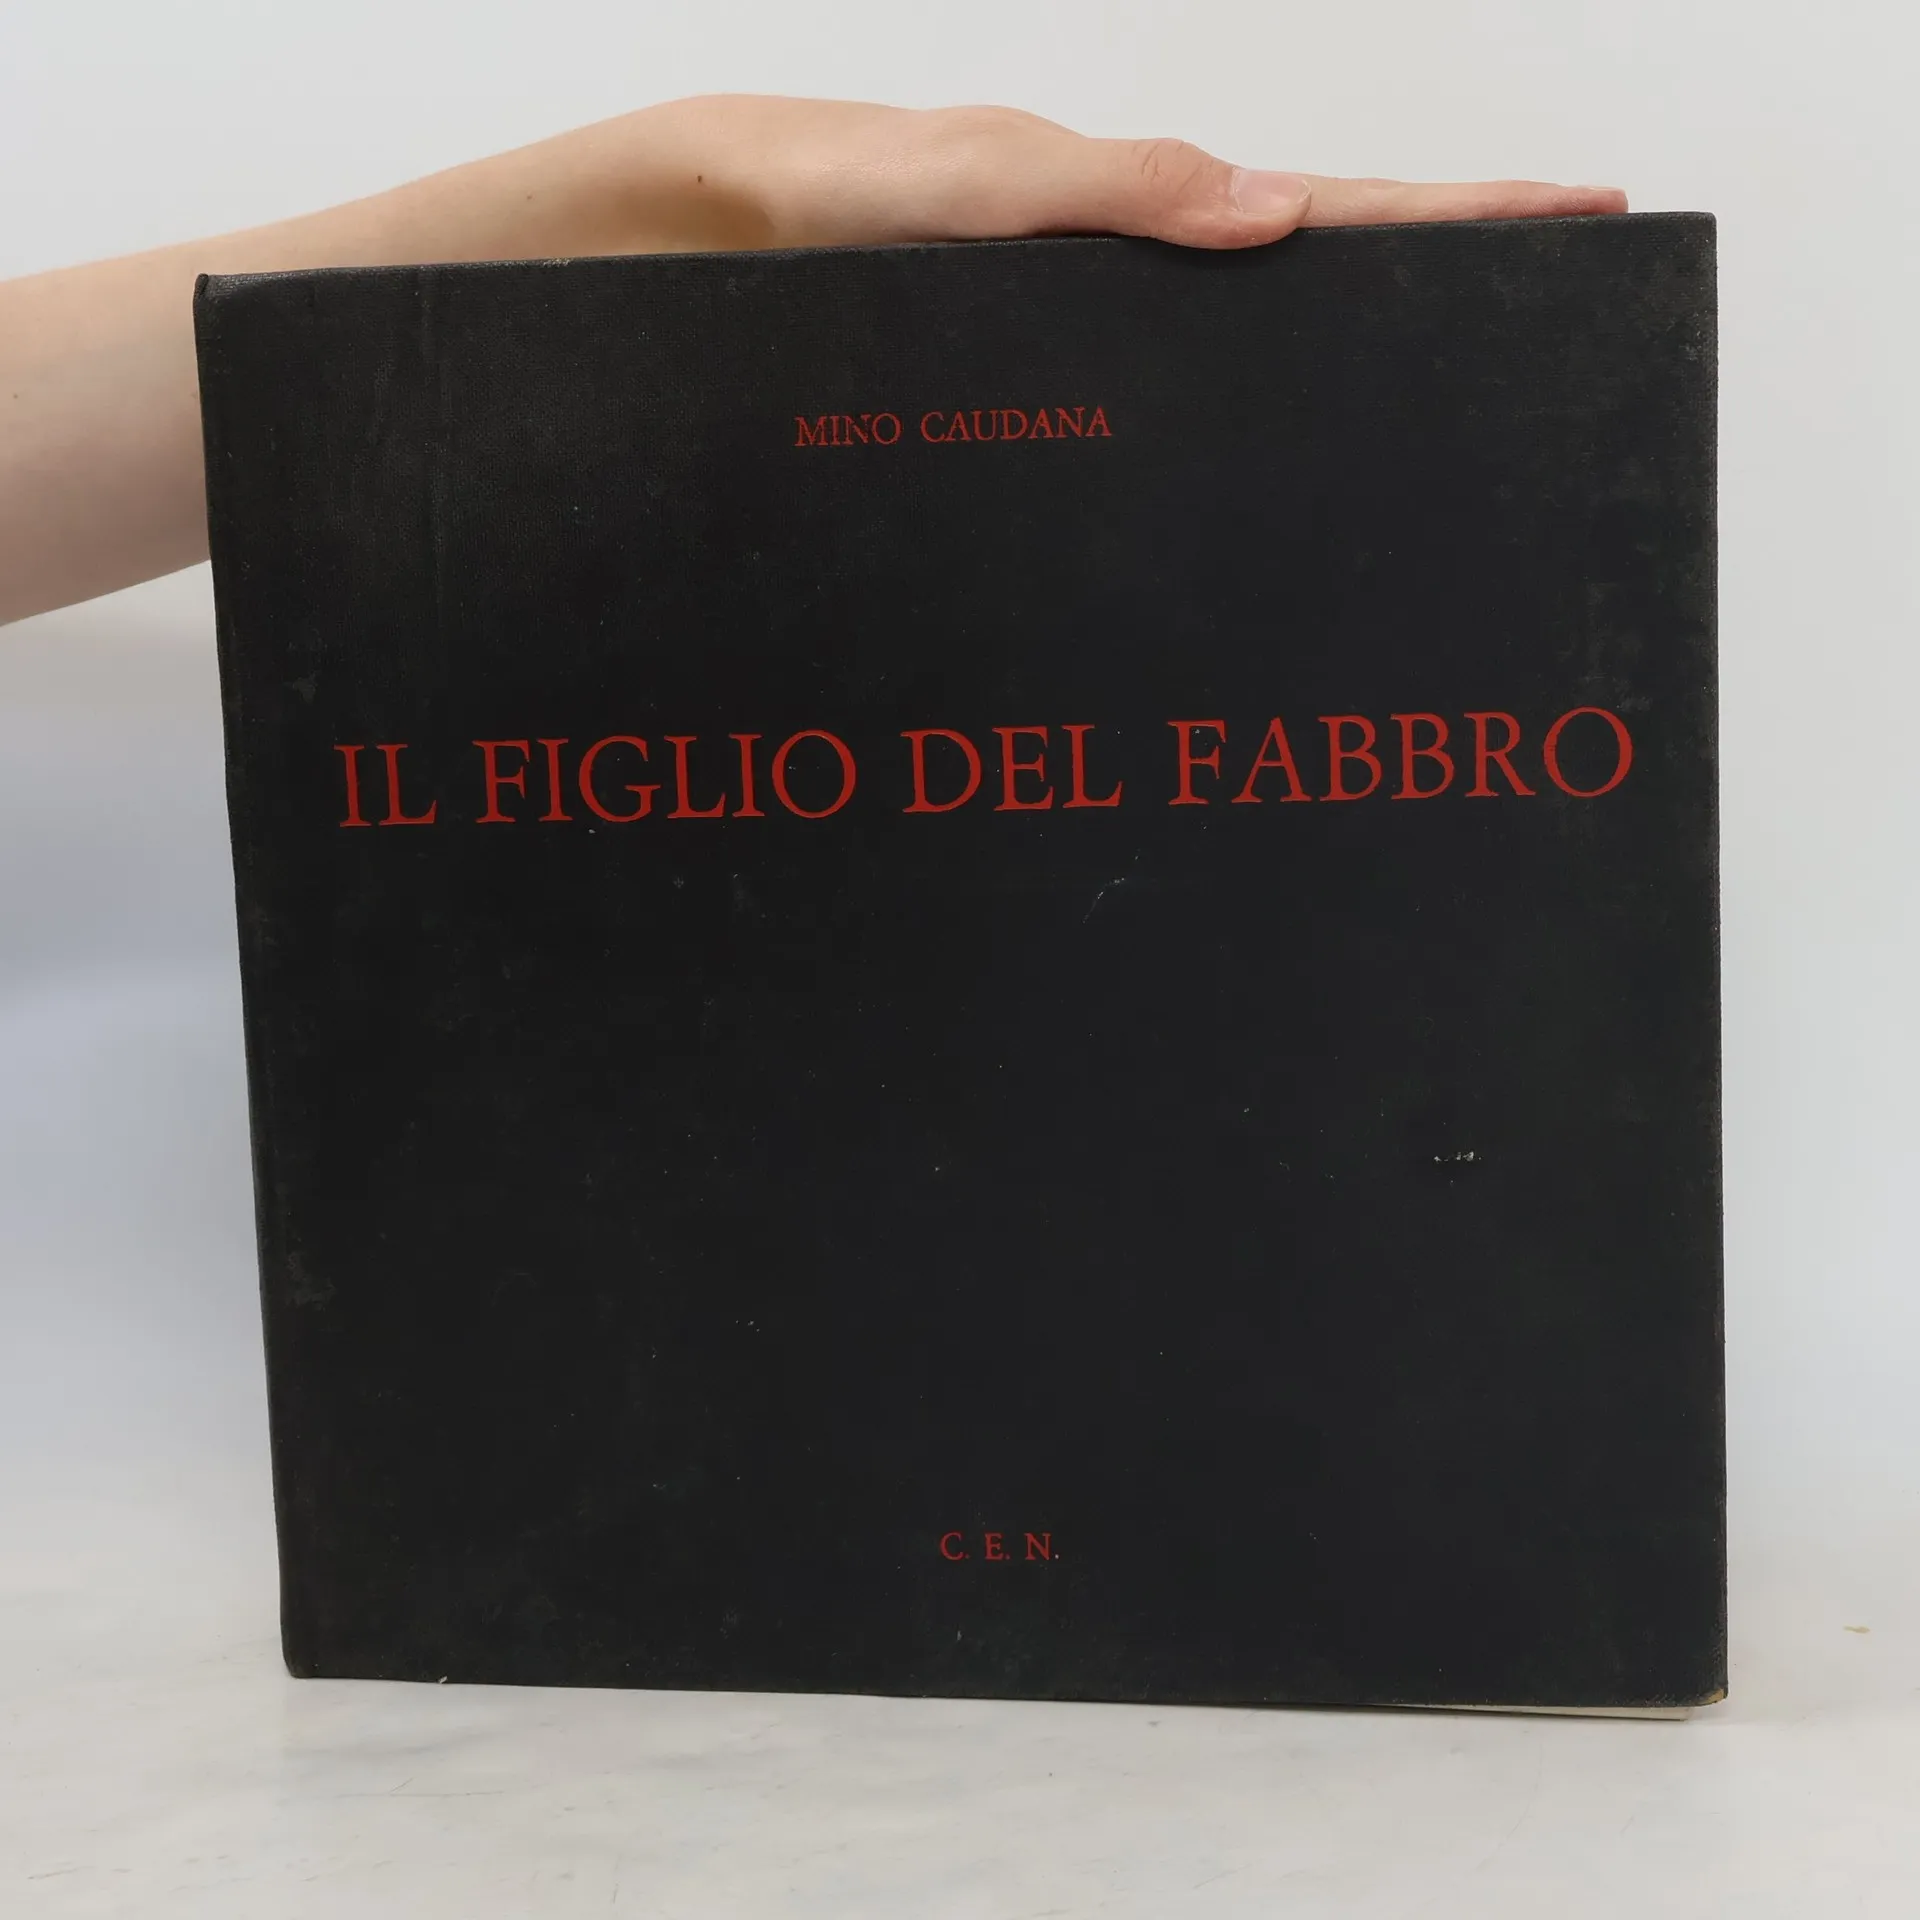 MINO CAUDANA
IL FIGLIO DEL FABBRO
C. E. N.